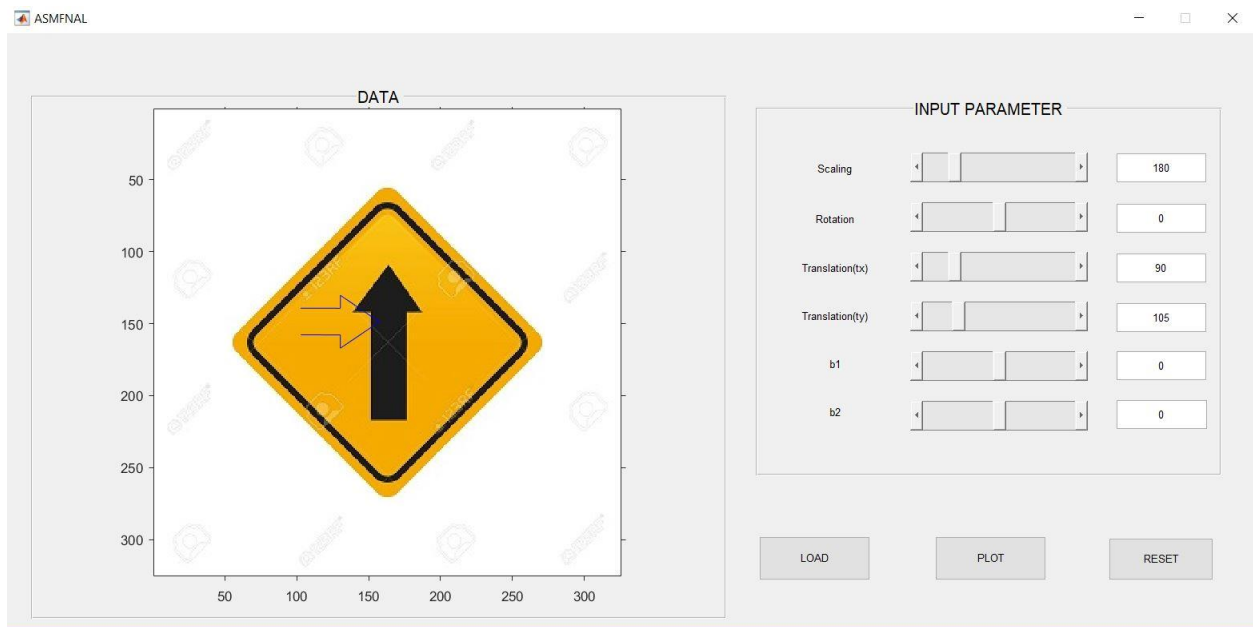 ASMFNAL
DATA
50
100
150
200
250
300
50 100 150 200 250 300
INPUT PARAMETER
Scaling 180
Rotation 0
Translation(tx) 90
Translation(ty) 105
b1 0
b2 0
LOAD PLOT RESET